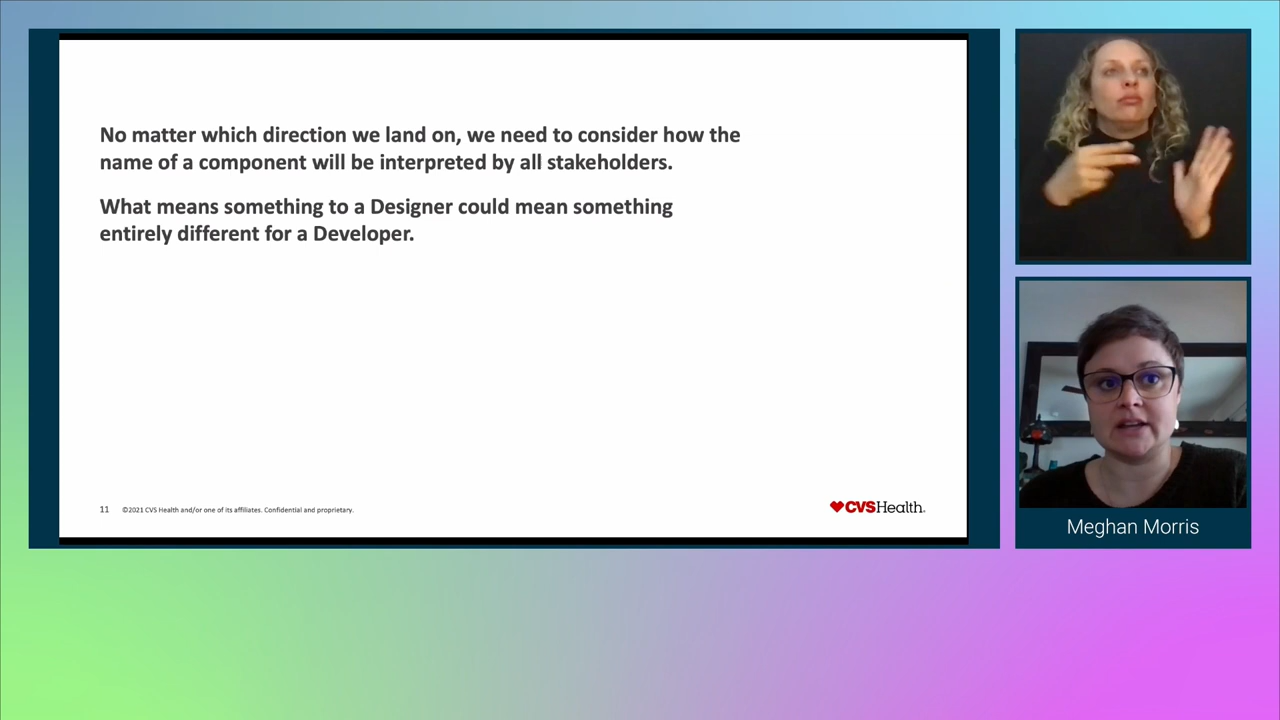 No matter which direction we land on, we need to consider how the
name of a component will be interpreted by all stakeholders.
What means something to a Designer could mean something
entirely different for a Developer.
11 ©2021 CVS Health and/or one of its affiliates. Confidential and proprietary.
CVSHealth.
Meghan Morris